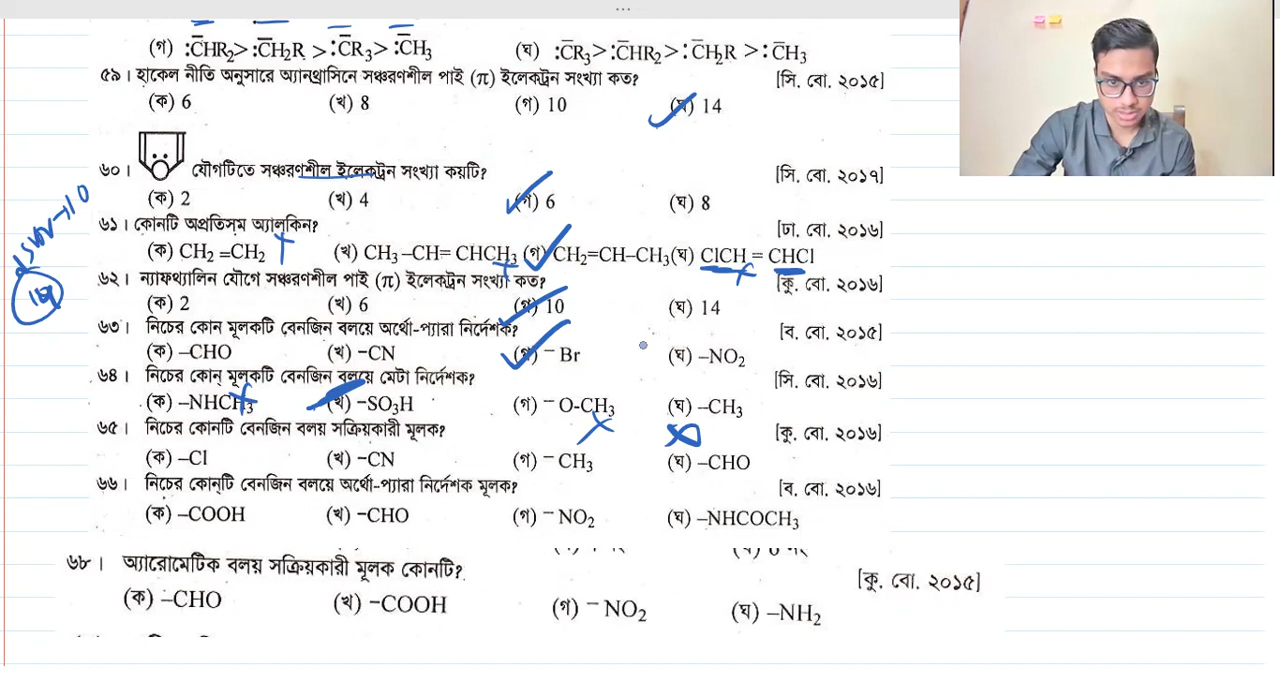 (গ) :C̄HR₂> :C̄H₂R > :C̄R₃> :C̄H₃ (ঘ) :C̄R₃> :C̄HR₂> :C̄H₂R > : C̄H₃
৫৯। হাকেল নীতি অনুসারে অ্যানথ্রাসিনে সঞ্চরণশীল পাই (π) ইলেকট্রন সংখ্যা কত? [সি. বো. ২০১৫]
(ক) 6 (খ) 8 (গ) 10 (ঘ) 14
৬০। যৌগটিতে সঞ্চরণশীল ইলেকট্রন সংখ্যা কয়টি? [সি. বো. ২০১৭]
(ক) 2 (খ) 4 (গ) 6 (ঘ) 8
৬১। কোনটি অপ্রতিসম অ্যালকিন? [ঢা. বো. ২০১৬]
(ক) CH₂ =CH₂ (খ) CH₃ –CH= CHCH₃ (গ) CH₂=CH–CH₃ (ঘ) ClCH = CHCl
৬২। ন্যাফথ্যালিন যৌগে সঞ্চরণশীল পাই (π) ইলেকট্রন সংখ্যা কত? [কু. বো. ২০১৬]
(ক) 2 (খ) 6 (গ) 10 (ঘ) 14
৬৩। নিচের কোন মূলকটি বেনজিন বলয়ে অর্থো-প্যারা নির্দেশক? [ব. বো. ২০১৫]
(ক) –CHO (খ) –CN (গ) – Br (ঘ) –NO₂
৬৪। নিচের কোন্ মূলকটি বেনজিন বলয়ে মেটা নির্দেশক? [সি. বো. ২০১৬]
(ক) –NHCH₃ (খ) –SO₃H (গ) – O-CH₃ (ঘ) –CH₃
৬৫। নিচের কোনটি বেনজিন বলয় সক্রিয়কারী মূলক? [কু. বো. ২০১৬]
(ক) –Cl (খ) –CN (গ) – CH₃ (ঘ) –CHO
৬৬। নিচের কোন্‌টি বেনজিন বলয়ে অর্থো-প্যারা নির্দেশক মূলক? [ব. বো. ২০১৬]
(ক) –COOH (খ) –CHO (গ) – NO₂ (ঘ) –NHCOCH₃
৬৮। অ্যারোমেটিক বলয় সক্রিয়কারী মূলক কোনটি? [কু. বো. ২০১৫]
(ক) –CHO (খ) –COOH (গ) – NO₂ (ঘ) –NH₂